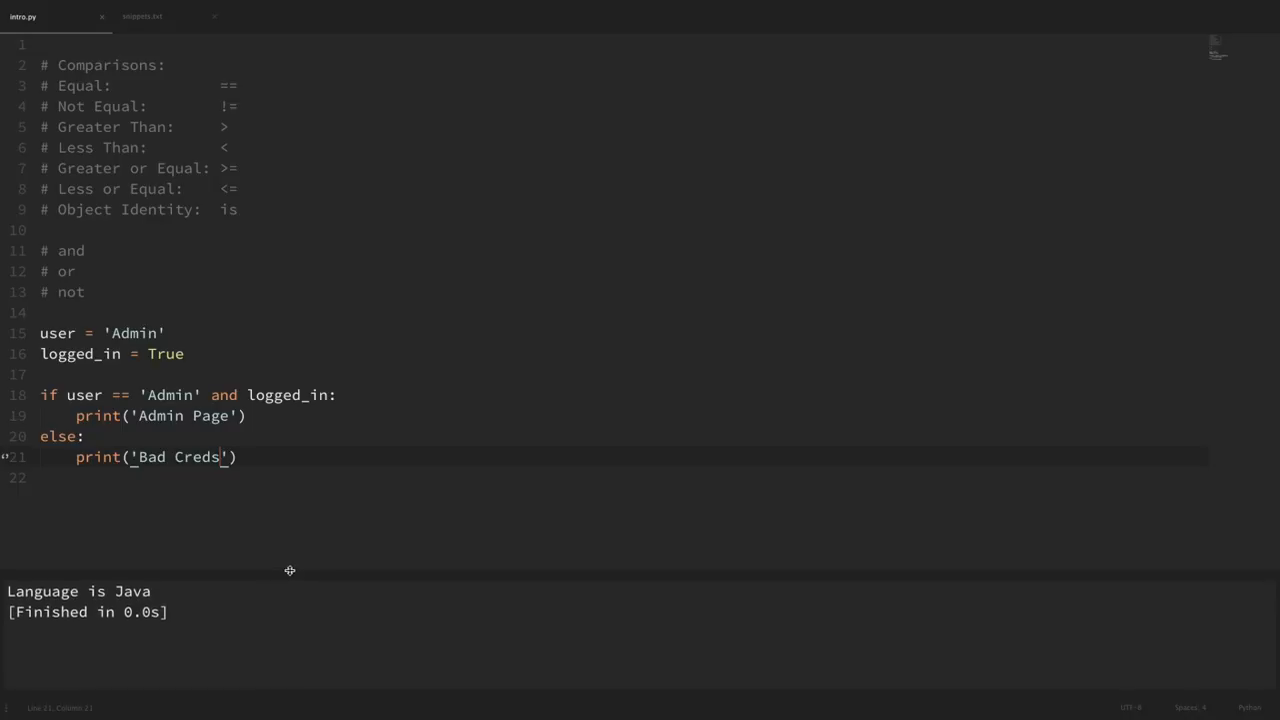 intro.py × snippets.txt ×
1
2 # Comparisons:
3 # Equal:            ==
4 # Not Equal:        !=
5 # Greater Than:     >
6 # Less Than:        <
7 # Greater or Equal: >=
8 # Less or Equal:    <=
9 # Object Identity:  is
10
11 # and
12 # or
13 # not
14
15 user = 'Admin'
16 logged_in = True
17
18 if user == 'Admin' and logged_in:
19     print('Admin Page')
20 else:
21     print('Bad Creds')
22
Language is Java
[Finished in 0.0s]
Line 21, Column 21 UTF-8 Spaces: 4 Python